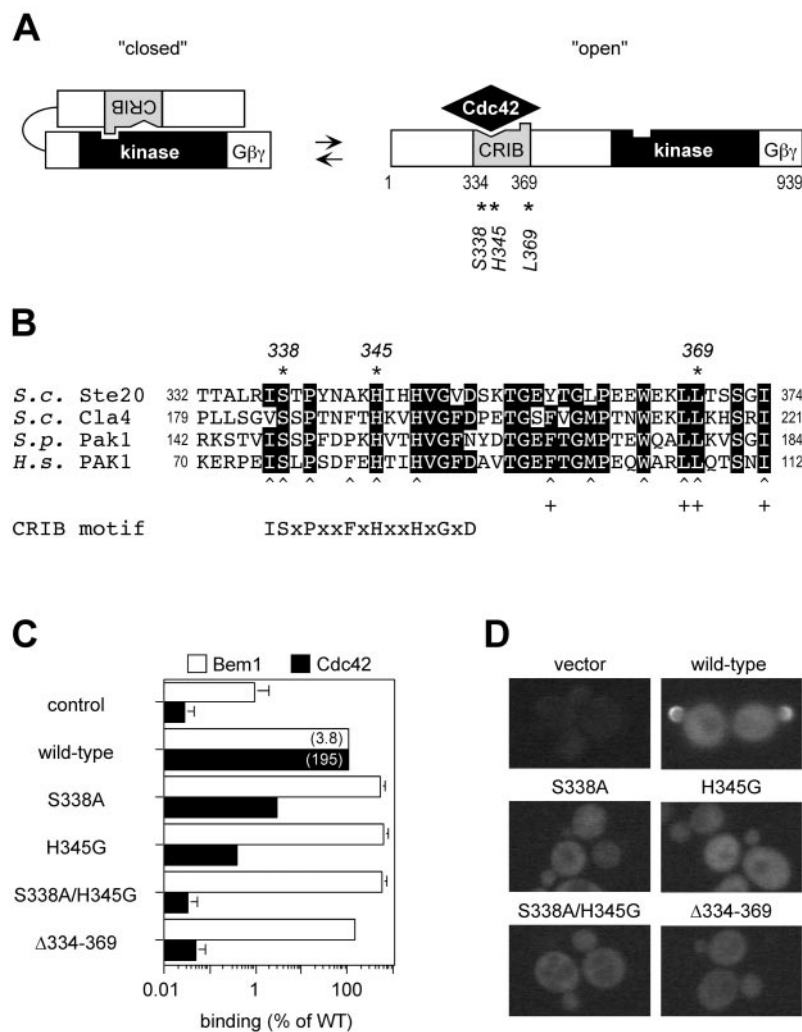 A
"closed"
"open"
CRIB
kinase
Gβγ
Cdc42
CRIB
kinase
Gβγ
1
334
369
939
* * *
S338
H345
L369
B
338 345 369
* * *
S.c. Ste20 332 TTALRISTPYNAKHIHHVGVDSKTGEYTGLPEEWEKLLTSSGI 374
S.c. Cla4 179 PLLSGVSSPTNFTHKVHVGFDPETGSFVGMPTNWEKLLKHSRI 221
S.p. Pak1 142 RKSTVISSPFDPKHVTHVGFNYDTGEFTGMPTEWQALLKVSGI 184
H.s. PAK1 70 KERPEISLPSDFEHTIHVGFDAVTGEFTGMPEQWARLLQTSNI 112
^ ^ ^ ^ ^ ^ ^ ^ ^ ^ ^ ^
+ ++ +
CRIB motif ISxPxxFxHxxHxGxD
C
Bem1 Cdc42
control
wild-type
(3.8)
(195)
S338A
H345G
S338A/H345G
Δ334-369
0.01 1 100
binding (% of WT)
D
vector wild-type
S338A H345G
S338A/H345G Δ334-369